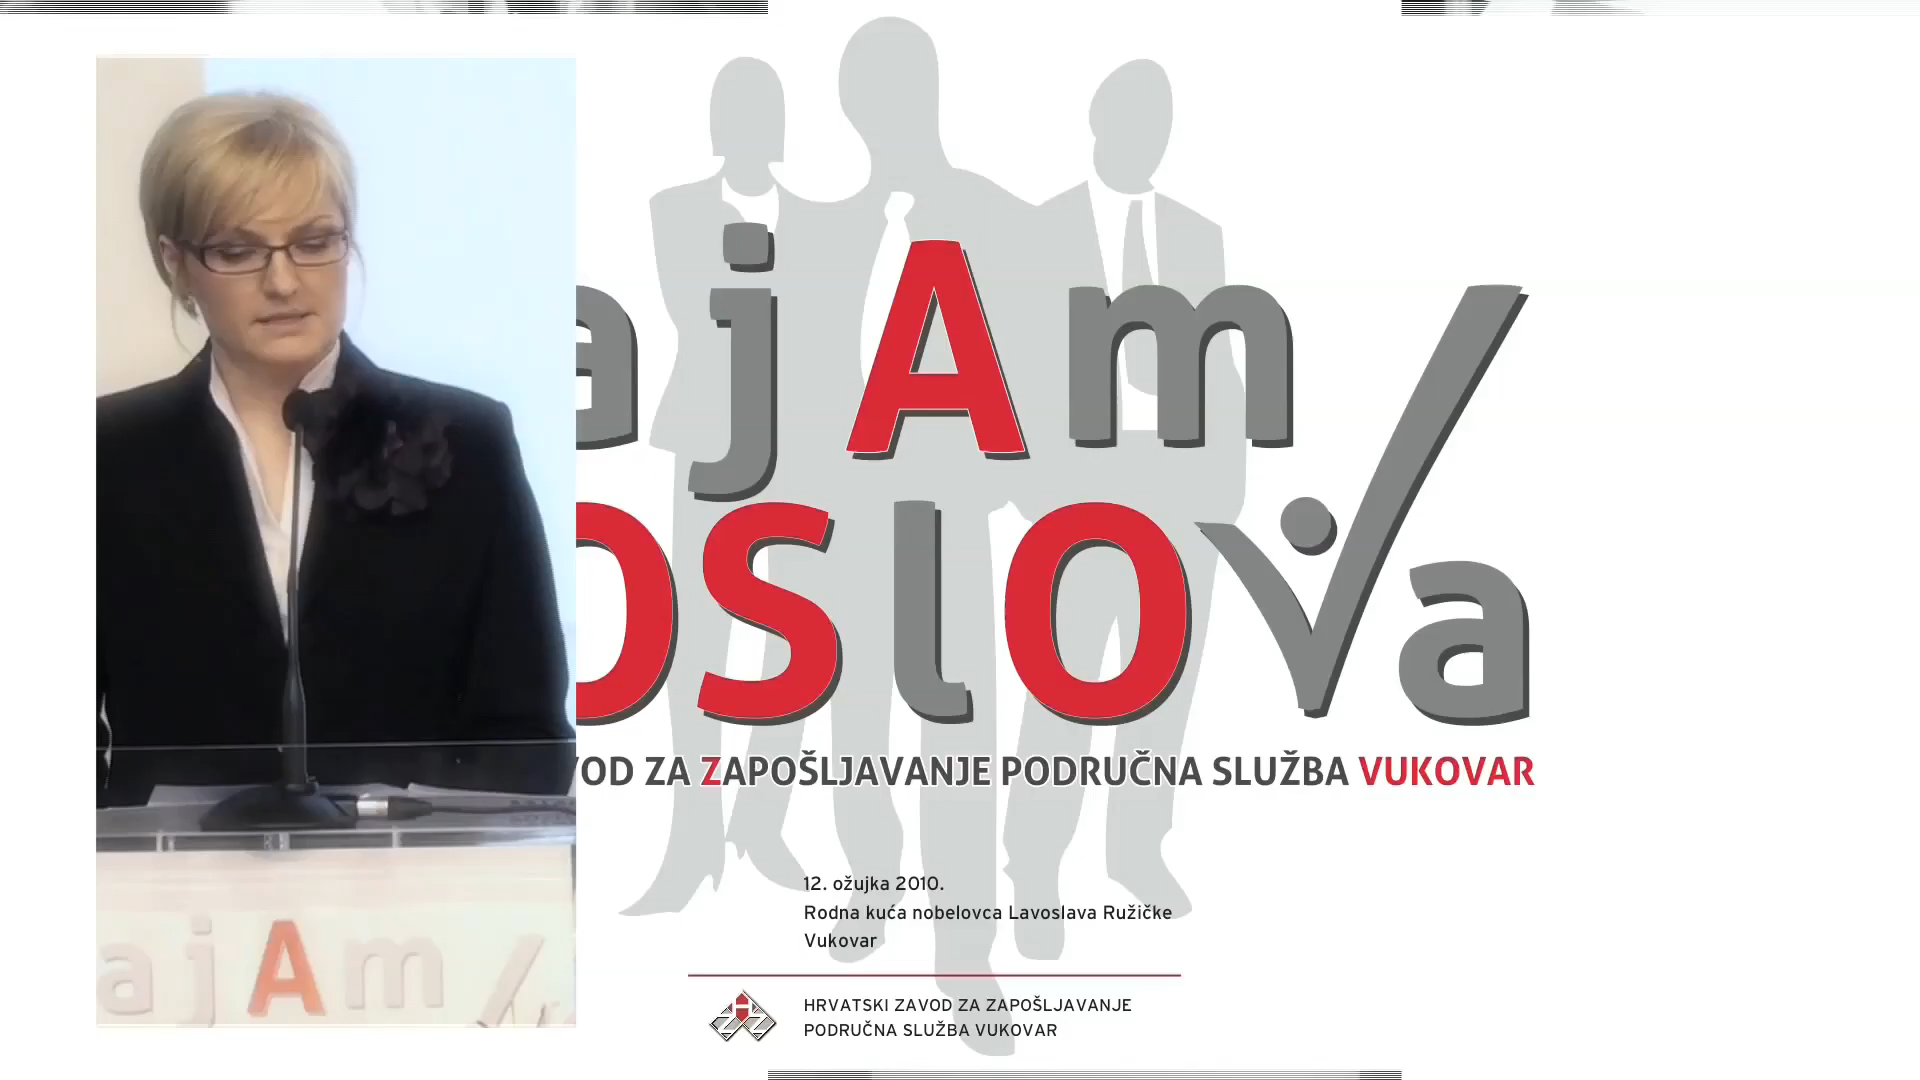 ajAm
OSlOVa
VOD ZA ZAPOŠLJAVANJE PODRUČNA SLUŽBA VUKOVAR
12. ožujka 2010.
Rodna kuća nobelovca Lavoslava Ružičke
Vukovar
HRVATSKI ZAVOD ZA ZAPOŠLJAVANJE
PODRUČNA SLUŽBA VUKOVAR
ajAm